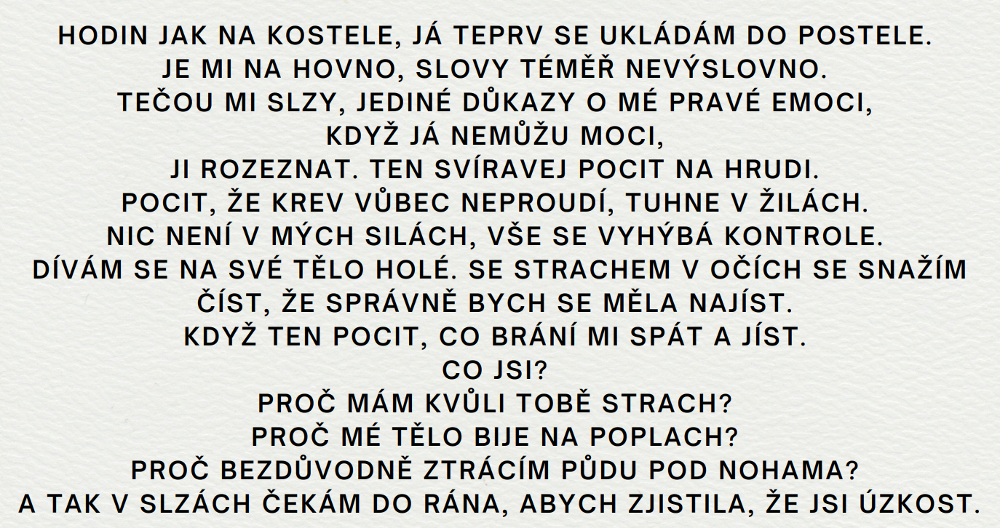 HODIN JAK NA KOSTELE, JÁ TEPRV SE UKLÁDÁM DO POSTELE.
JE MI NA HOVNO, SLOVY TÉMĚŘ NEVÝSLOVNO.
TEČOU MI SLZY, JEDINÉ DŮKAZY O MÉ PRAVÉ EMOCI,
KDYŽ JÁ NEMŮŽU MOCI,
JI ROZEZNAT. TEN SVÍRAVEJ POCIT NA HRUDI.
POCIT, ŽE KREV VŮBEC NEPROUDÍ, TUHNE V ŽILÁCH.
NIC NENÍ V MÝCH SILÁCH, VŠE SE VYHÝBÁ KONTROLE.
DÍVÁM SE NA SVÉ TĚLO HOLÉ. SE STRACHEM V OČÍCH SE SNAŽÍM
ČÍST, ŽE SPRÁVNĚ BYCH SE MĚLA NAJÍST.
KDYŽ TEN POCIT, CO BRÁNÍ MI SPÁT A JÍST.
CO JSI?
PROČ MÁM KVŮLI TOBĚ STRACH?
PROČ MÉ TĚLO BIJE NA POPLACH?
PROČ BEZDŮVODNĚ ZTRÁCÍM PŮDU POD NOHAMA?
A TAK V SLZÁCH ČEKÁM DO RÁNA, ABYCH ZJISTILA, ŽE JSI ÚZKOST.